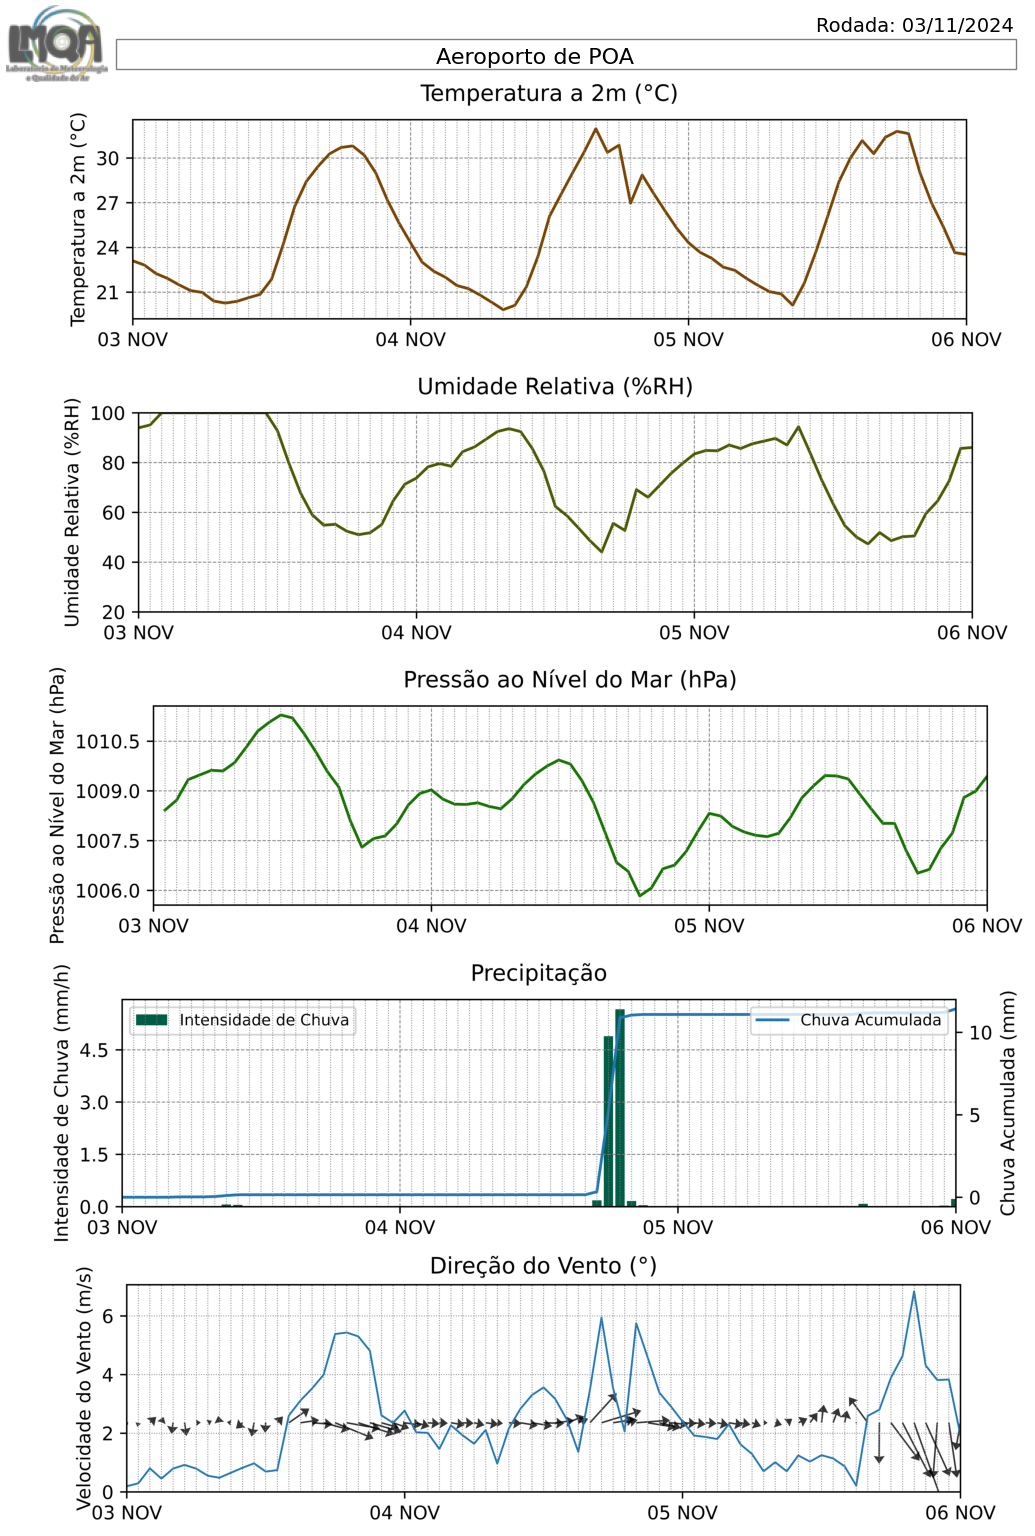 LMQA
Laboratório de Meteorologia
e Qualidade do Ar
Rodada: 03/11/2024
Aeroporto de POA
Temperatura a 2m (°C)
Temperatura a 2m (°C)
30
27
24
21
03 NOV 04 NOV 05 NOV 06 NOV
Umidade Relativa (%RH)
Umidade Relativa (%RH)
100
80
60
40
20
03 NOV 04 NOV 05 NOV 06 NOV
Pressão ao Nível do Mar (hPa)
Pressão ao Nível do Mar (hPa)
1010.5
1009.0
1007.5
1006.0
03 NOV 04 NOV 05 NOV 06 NOV
Precipitação
Intensidade de Chuva (mm/h)
Intensidade de Chuva
Chuva Acumulada
4.5
3.0
1.5
0.0
10
5
0
Chuva Acumulada (mm)
03 NOV 04 NOV 05 NOV 06 NOV
Direção do Vento (°)
Velocidade do Vento (m/s)
6
4
2
0
03 NOV 04 NOV 05 NOV 06 NOV